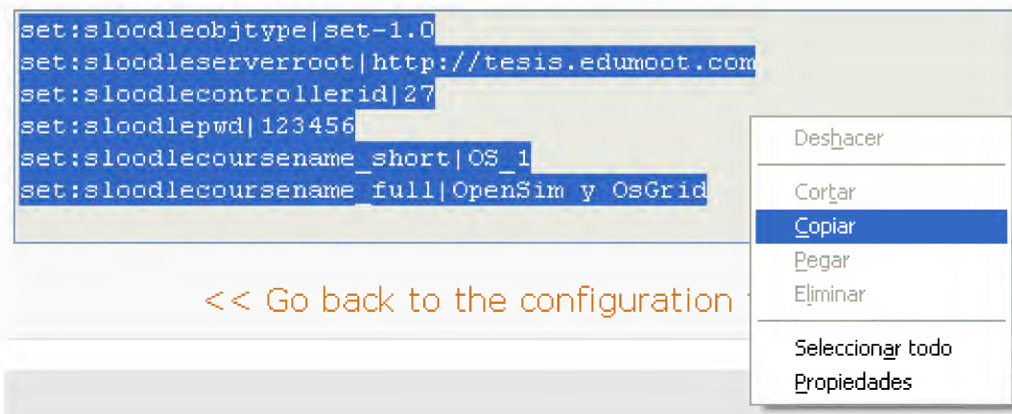 set:sloodleobjtype|set-1.0
set:sloodleserverroot|http://tesis.edumoot.com
set:sloodlecontrollerid|27
set:sloodlepwd|123456
set:sloodlecoursename_short|OS_1
set:sloodlecoursename_full|OpenSim y OsGrid
Deshacer
Cortar
Copiar
Pegar
Eliminar
Seleccionar todo
Propiedades
<< Go back to the configuration